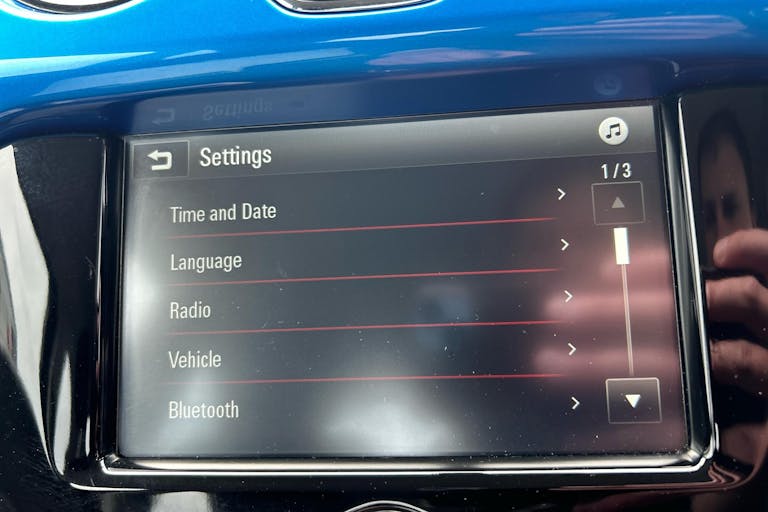 Settings
1/3
Time and Date
Language
Radio
Vehicle
Bluetooth